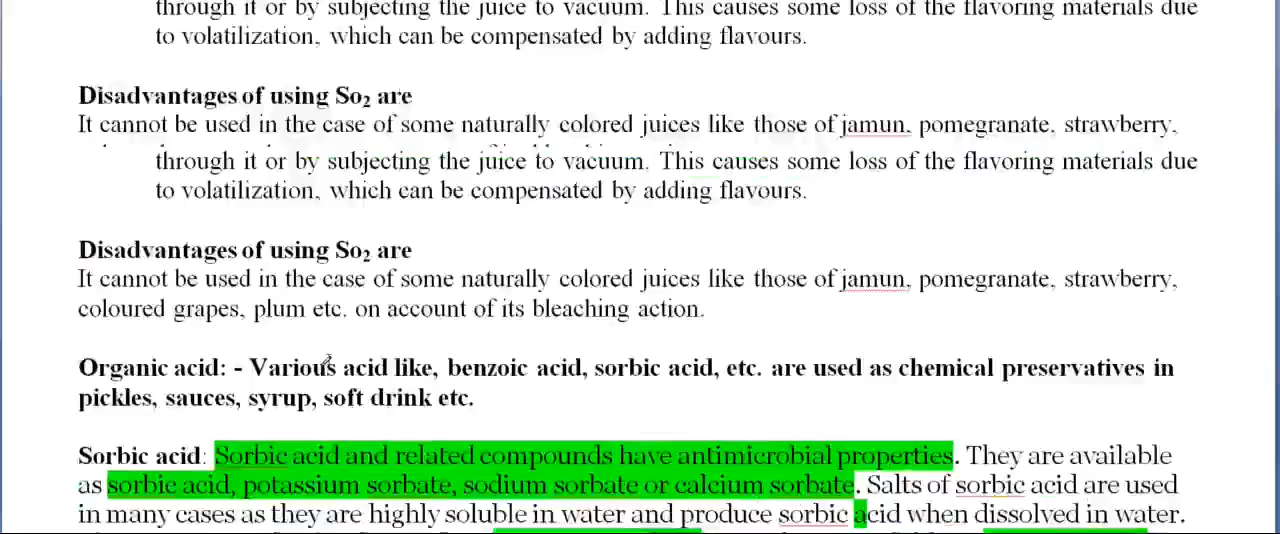 through it or by subjecting the juice to vacuum. This causes some loss of the flavoring materials due
to volatilization, which can be compensated by adding flavours.
Disadvantages of using So₂ are
It cannot be used in the case of some naturally colored juices like those of jamun, pomegranate, strawberry,
through it or by subjecting the juice to vacuum. This causes some loss of the flavoring materials due
to volatilization, which can be compensated by adding flavours.
Disadvantages of using So₂ are
It cannot be used in the case of some naturally colored juices like those of jamun, pomegranate, strawberry,
coloured grapes, plum etc. on account of its bleaching action.
Organic acid: - Various acid like, benzoic acid, sorbic acid, etc. are used as chemical preservatives in
pickles, sauces, syrup, soft drink etc.
Sorbic acid: Sorbic acid and related compounds have antimicrobial properties. They are available
as sorbic acid, potassium sorbate, sodium sorbate or calcium sorbate. Salts of sorbic acid are used
in many cases as they are highly soluble in water and produce sorbic acid when dissolved in water.